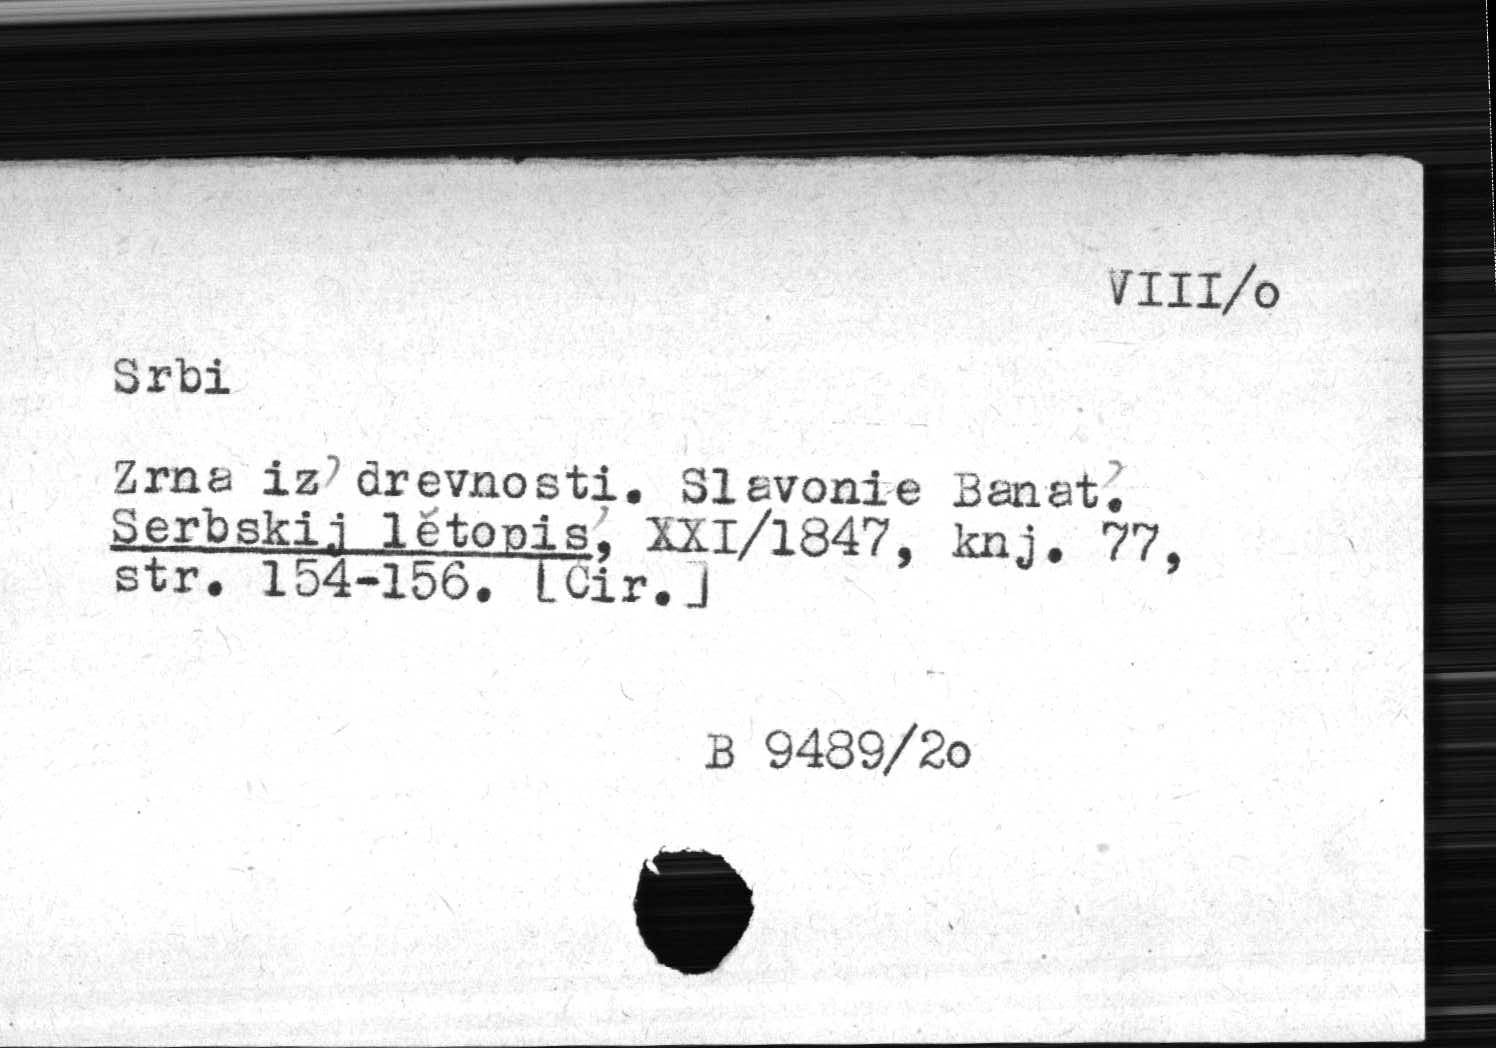 VIII/o
Srbi
Zrna iz’ drevnosti. Slavonie Banat’.
Serbskij lětopis’, XXI/1847, knj. 77,
str. 154-156. [Cir.]
B 9489/2o